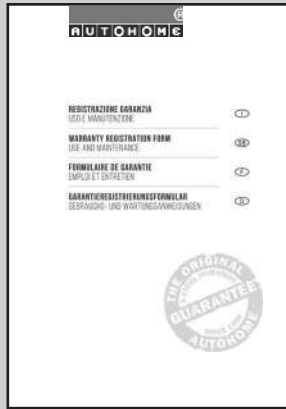 ®
AUTOHOME
REGISTRAZIONE GARANZIA
USO E MANUTENZIONE
I
WARRANTY REGISTRATION FORM
USE AND MAINTENANCE
GB
FORMULAIRE DE GARANTIE
EMPLOI ET ENTRETIEN
F
GARANTIEREGISTRIERUNGSFORMULAR
GEBRAUCHS- UND WARTUNGSANWEISUNGEN
D
THE ORIGINAL
GUARANTEE
AUTOHOME